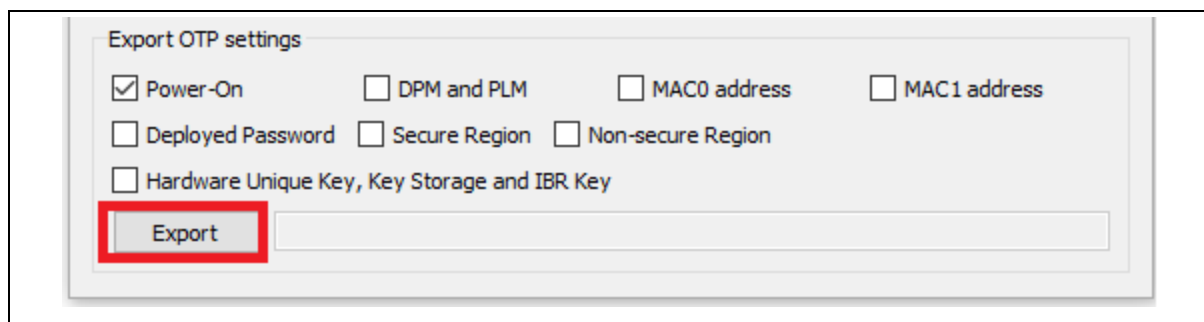 Export OTP settings
Power-On DPM and PLM MAC0 address MAC1 address
Deployed Password Secure Region Non-secure Region
Hardware Unique Key, Key Storage and IBR Key
Export